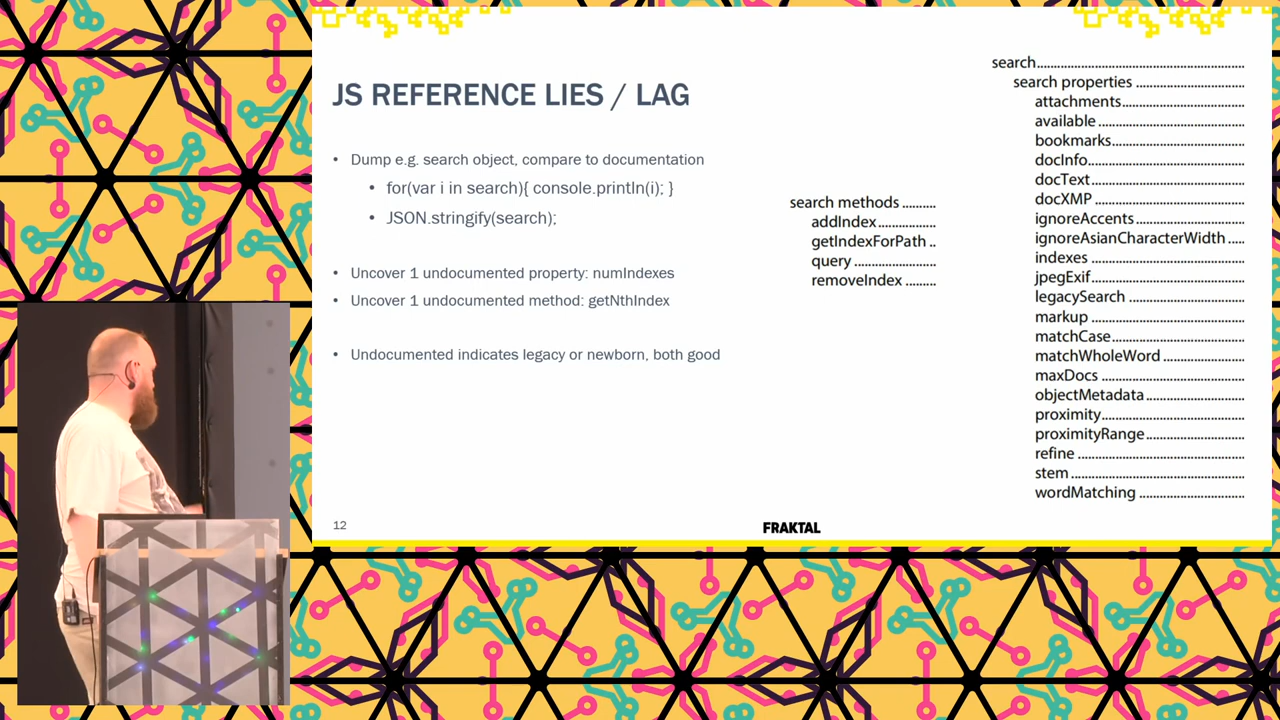 JS REFERENCE LIES / LAG
• Dump e.g. search object, compare to documentation
• for(var i in search){ console.println(i); }
• JSON.stringify(search);
• Uncover 1 undocumented property: numIndexes
• Uncover 1 undocumented method: getNthIndex
• Undocumented indicates legacy or newborn, both good
search methods ..........
addIndex.................
getIndexForPath ..
query .........................
removeIndex .........
search.............................................................
search properties ................................
attachments....................................
available ...........................................
bookmarks.......................................
docInfo..............................................
docText .............................................
docXMP ............................................
ignoreAccents ................................
ignoreAsianCharacterWidth .....
indexes .............................................
jpegExif.............................................
legacySearch ...................................
markup .............................................
matchCase.......................................
matchWholeWord .........................
maxDocs ..........................................
objectMetadata .............................
proximity..........................................
proximityRange .............................
refine .................................................
stem ...................................................
wordMatching ...............................
12
FRAKTAL